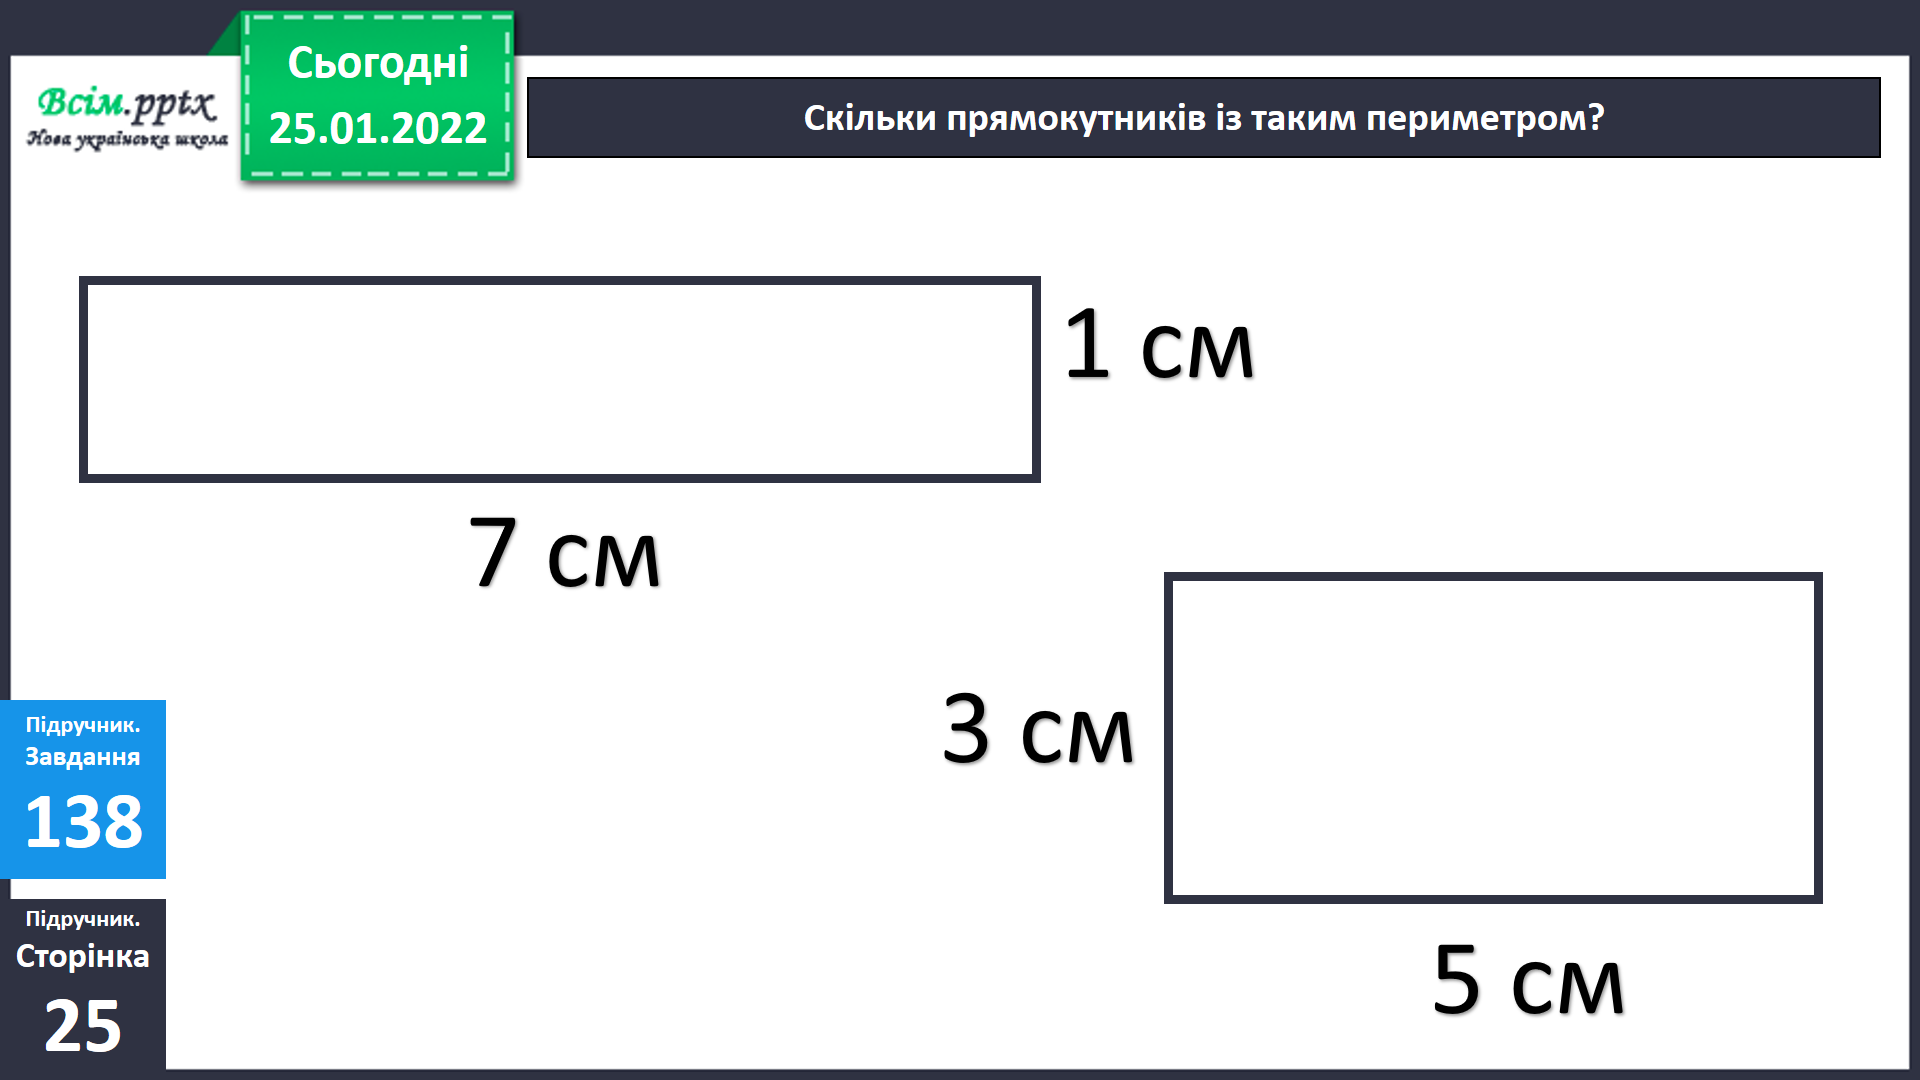 Всім.pptx
Нова українська школа
Сьогодні
25.01.2022
Скільки прямокутників із таким периметром?
1 см
7 см
3 см
5 см
Підручник.
Завдання
138
Підручник.
Сторінка
25